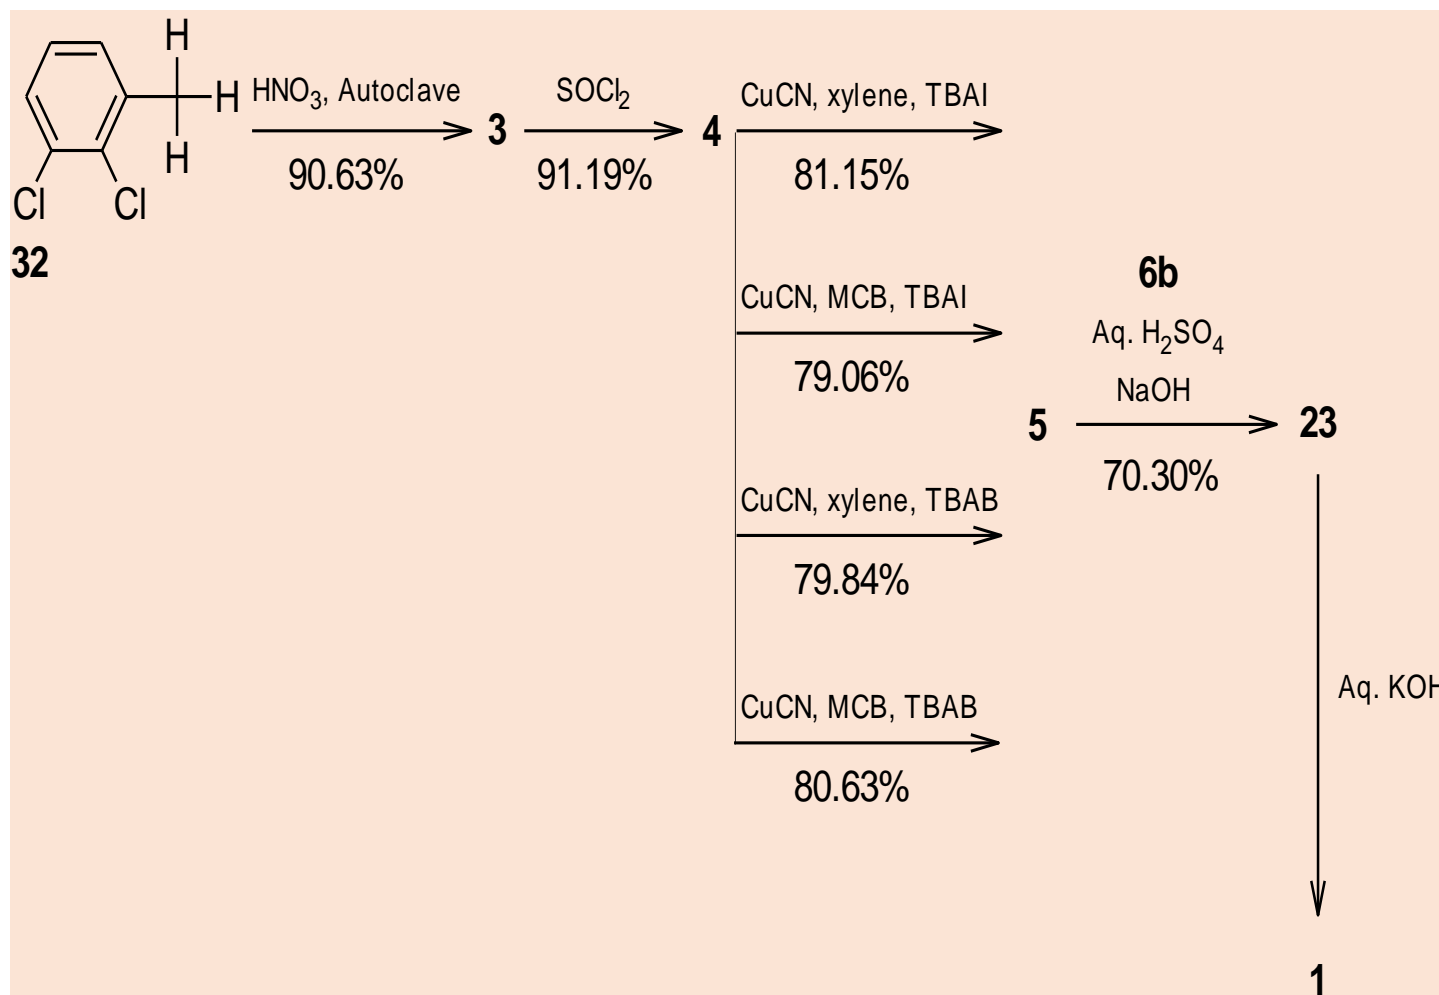 H
H
H
Cl
Cl
32
HNO3, Autoclave
90.63%
3
SOCl2
91.19%
4
CuCN, xylene, TBAI
81.15%
CuCN, MCB, TBAI
79.06%
CuCN, xylene, TBAB
79.84%
CuCN, MCB, TBAB
80.63%
5
6b
Aq. H2SO4
NaOH
70.30%
23
Aq. KOH
1